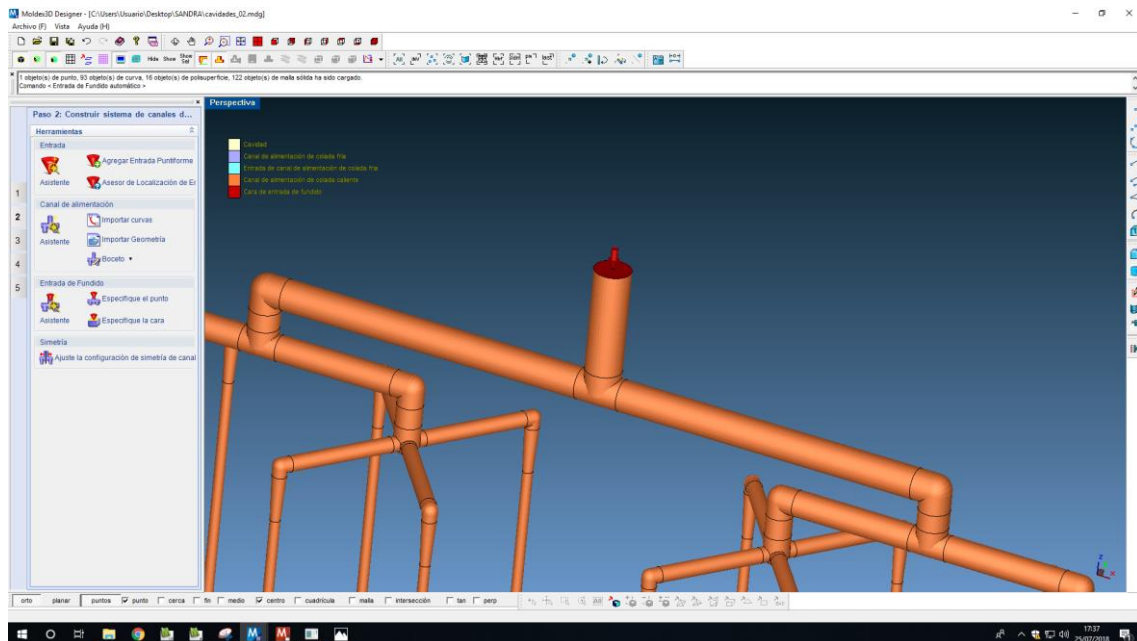 Moldex3D Designer - [C:\Users\Usuario\Desktop\SANDRA\cavidades_02.mdg]
Archivo (F) Vista Ayuda (H)
Hide Show Show Sel
1 objeto(s) de punto, 93 objeto(s) de curva, 16 objeto(s) de polisuperficie, 122 objeto(s) de malla sólida ha sido cargado.
Comando < Entrada de Fundido automático >
Paso 2: Construir sistema de canales d...
Herramientas
Entrada
Asistente
Agregar Entrada Puntiforme
Asesor de Localización de En
Canal de alimentación
Asistente
Importar curvas
Importar Geometría
Boceto
Entrada de Fundido
Asistente
Especifique el punto
Especifique la cara
Simetría
Ajuste la configuración de simetría de canal
1
2
3
4
5
Perspectiva
Cavidad
Canal de alimentación de colada fría
Entrada de canal de alimentación de colada fría
Canal de alimentación de colada caliente
Cara de entrada de fundido
z
x
orto planar puntos punto cerca fin medio centro cuadrícula malla intersección tan perp
17:37
25/07/2018